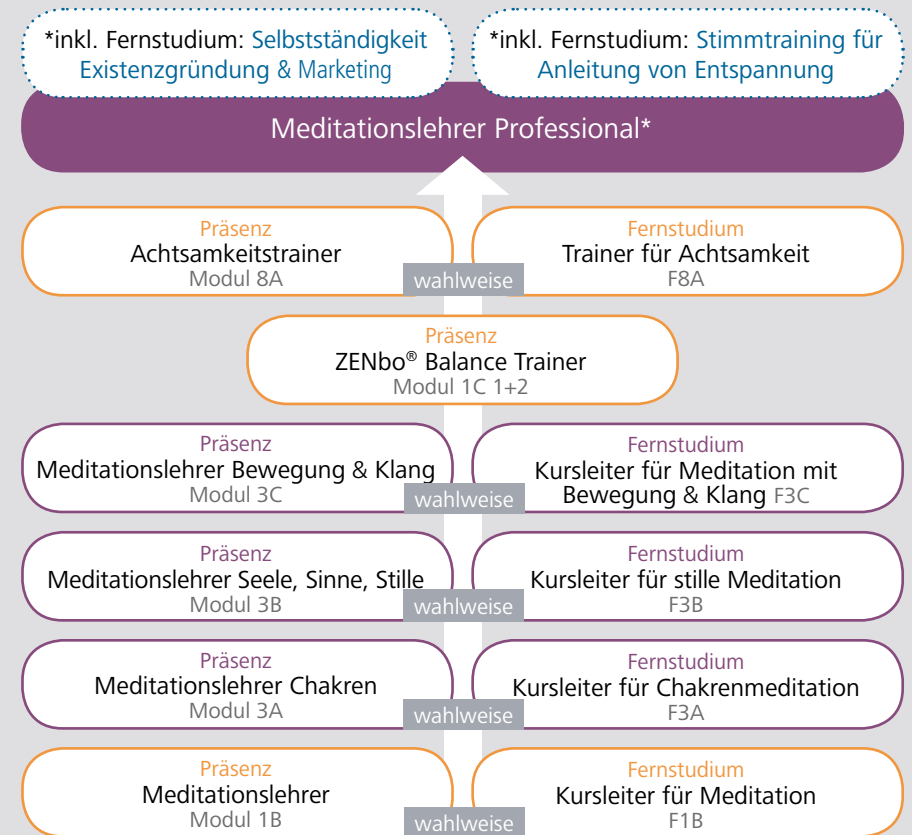 *inkl. Fernstudium: Selbstständigkeit
Existenzgründung & Marketing
*inkl. Fernstudium: Stimmtraining für
Anleitung von Entspannung
Meditationslehrer Professional*
Präsenz
Achtsamkeitstrainer
Modul 8A
wahlweise
Fernstudium
Trainer für Achtsamkeit
F8A
Präsenz
ZENbo® Balance Trainer
Modul 1C 1+2
Präsenz
Meditationslehrer Bewegung & Klang
Modul 3C
wahlweise
Fernstudium
Kursleiter für Meditation mit
Bewegung & Klang F3C
Präsenz
Meditationslehrer Seele, Sinne, Stille
Modul 3B
wahlweise
Fernstudium
Kursleiter für stille Meditation
F3B
Präsenz
Meditationslehrer Chakren
Modul 3A
wahlweise
Fernstudium
Kursleiter für Chakrenmeditation
F3A
Präsenz
Meditationslehrer
Modul 1B
wahlweise
Fernstudium
Kursleiter für Meditation
F1B